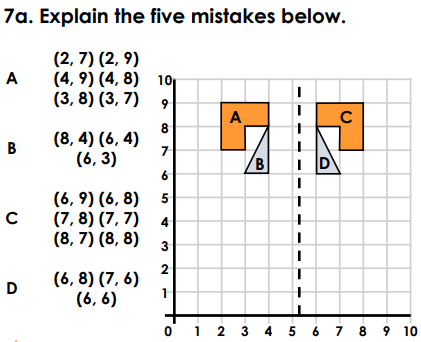 7a. Explain the five mistakes below.
A
(2, 7) (2, 9)
(4, 9) (4, 8)
(3, 8) (3, 7)
B
(8, 4) (6, 4)
(6, 3)
C
(6, 9) (6, 8)
(7, 8) (7, 7)
(8, 7) (8, 8)
D
(6, 8) (7, 6)
(6, 6)
10
9
8
7
6
5
4
3
2
1
A
C
B
D
0 1 2 3 4 5 6 7 8 9 10